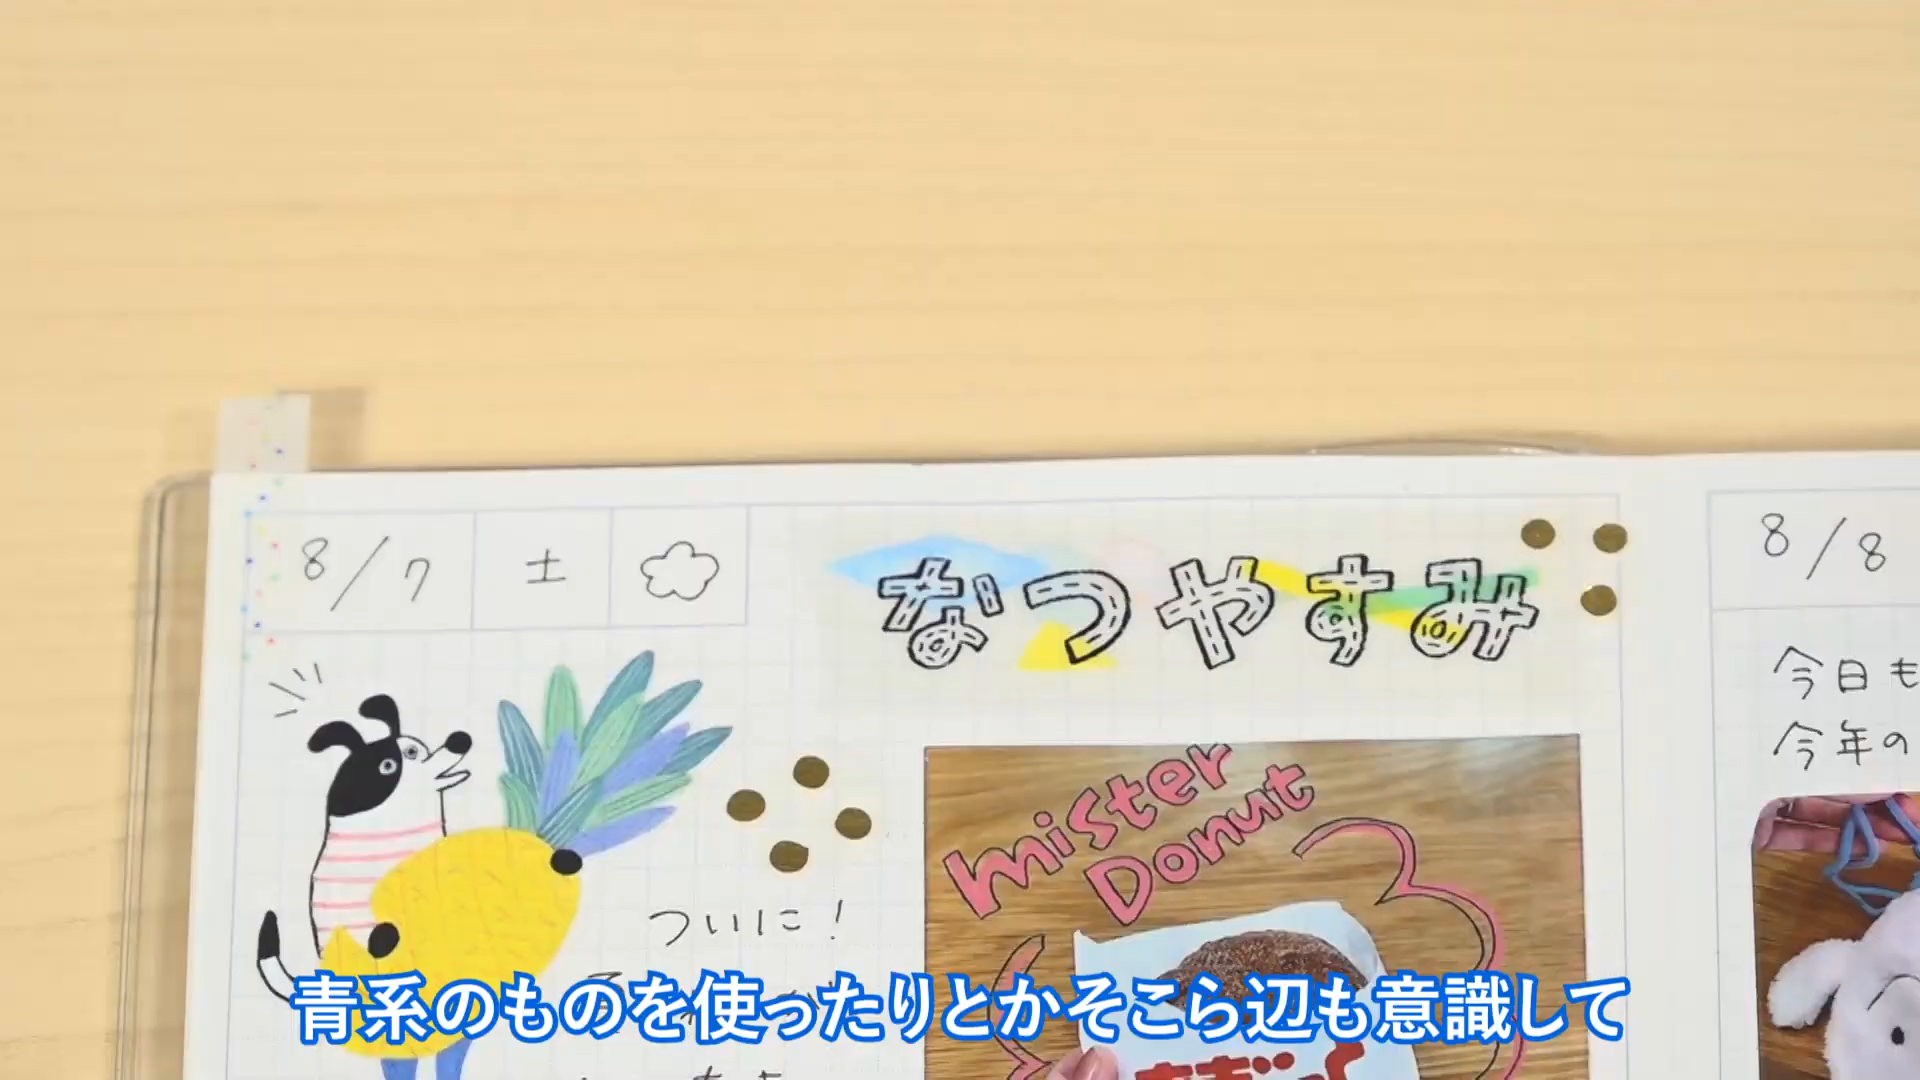 8/7 土
なつやすみ
8/8
今日も
今年の
mister
Donut
ついに!
青系のものを使ったりとかそこら辺も意識して